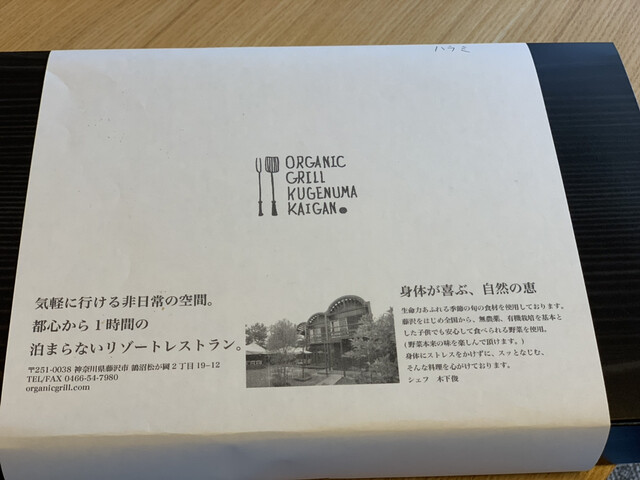 ハラミ
ORGANIC
GRILL
KUGENUMA
KAIGAN.
気軽に行ける非日常の空間。
都心から1時間の
泊まらないリゾートレストラン。
〒251-0038 神奈川県藤沢市 鵠沼松が岡2丁目19-12
TEL/FAX 0466-54-7980
organicgrill.com
身体が喜ぶ、自然の恵
生命力あふれる季節の旬の食材を使用しております。
藤沢をはじめ全国から、無農薬、有機栽培を基本と
した子供でも安心して食べられる野菜を使用。
(野菜本来の味を楽しんで頂けます。)
身体にストレスをかけずに、スッとなじむ、
そんな料理を心がけております。
シェフ 木下俊